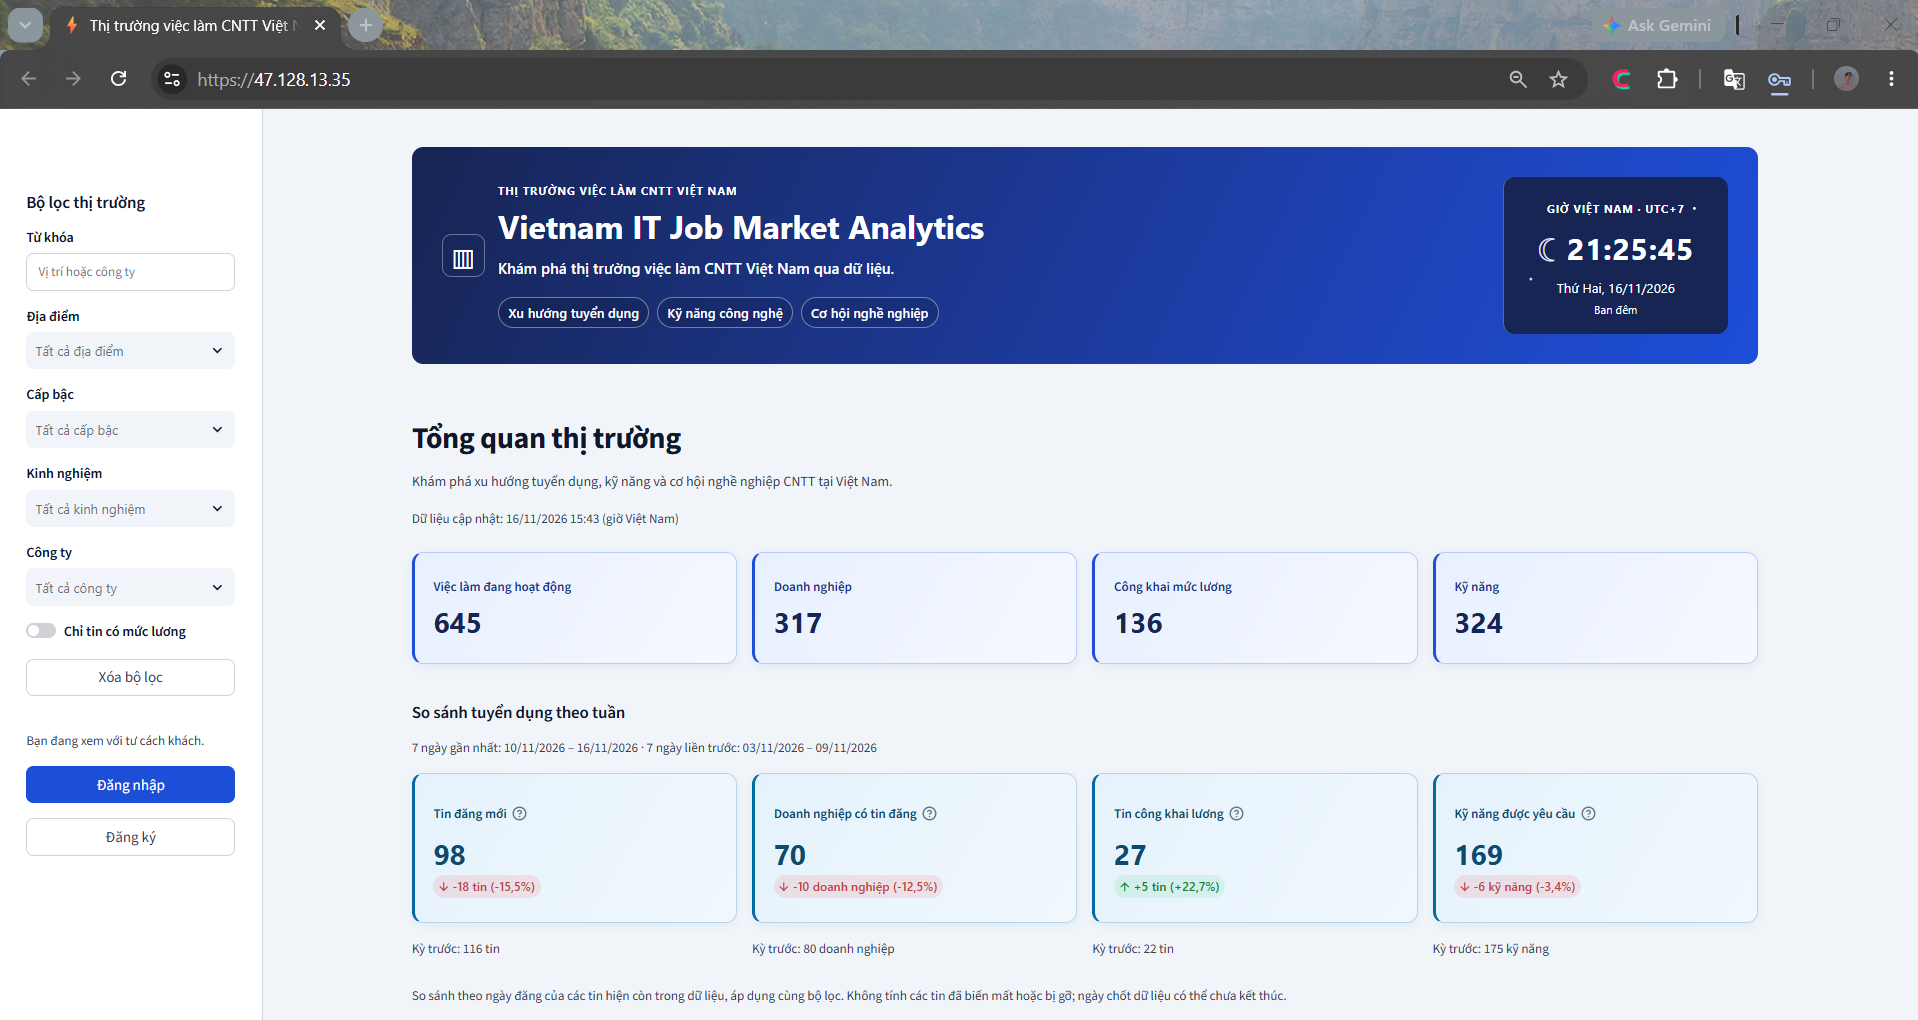 Thị trường việc làm CNTT Việt N
Ask Gemini
https://47.128.13.35
Bộ lọc thị trường
Từ khóa
Vị trí hoặc công ty
Địa điểm
Tất cả địa điểm
Cấp bậc
Tất cả cấp bậc
Kinh nghiệm
Tất cả kinh nghiệm
Công ty
Tất cả công ty
Chỉ tin có mức lương
Xóa bộ lọc
Bạn đang xem với tư cách khách.
Đăng nhập
Đăng ký
THỊ TRƯỜNG VIỆC LÀM CNTT VIỆT NAM
Vietnam IT Job Market Analytics
Khám phá thị trường việc làm CNTT Việt Nam qua dữ liệu.
Xu hướng tuyển dụng Kỹ năng công nghệ Cơ hội nghề nghiệp
GIỜ VIỆT NAM · UTC+7
21:25:45
Thứ Hai, 16/11/2026
Ban đêm
Tổng quan thị trường
Khám phá xu hướng tuyển dụng, kỹ năng và cơ hội nghề nghiệp CNTT tại Việt Nam.
Dữ liệu cập nhật: 16/11/2026 15:43 (giờ Việt Nam)
Việc làm đang hoạt động
645
Doanh nghiệp
317
Công khai mức lương
136
Kỹ năng
324
So sánh tuyển dụng theo tuần
7 ngày gần nhất: 10/11/2026 – 16/11/2026 · 7 ngày liền trước: 03/11/2026 – 09/11/2026
Tin đăng mới
98
↓ -18 tin (-15,5%)
Kỳ trước: 116 tin
Doanh nghiệp có tin đăng
70
↓ -10 doanh nghiệp (-12,5%)
Kỳ trước: 80 doanh nghiệp
Tin công khai lương
27
↑ +5 tin (+22,7%)
Kỳ trước: 22 tin
Kỹ năng được yêu cầu
169
↓ -6 kỹ năng (-3,4%)
Kỳ trước: 175 kỹ năng
So sánh theo ngày đăng của các tin hiện còn trong dữ liệu, áp dụng cùng bộ lọc. Không tính các tin đã biến mất hoặc bị gỡ; ngày chốt dữ liệu có thể chưa kết thúc.